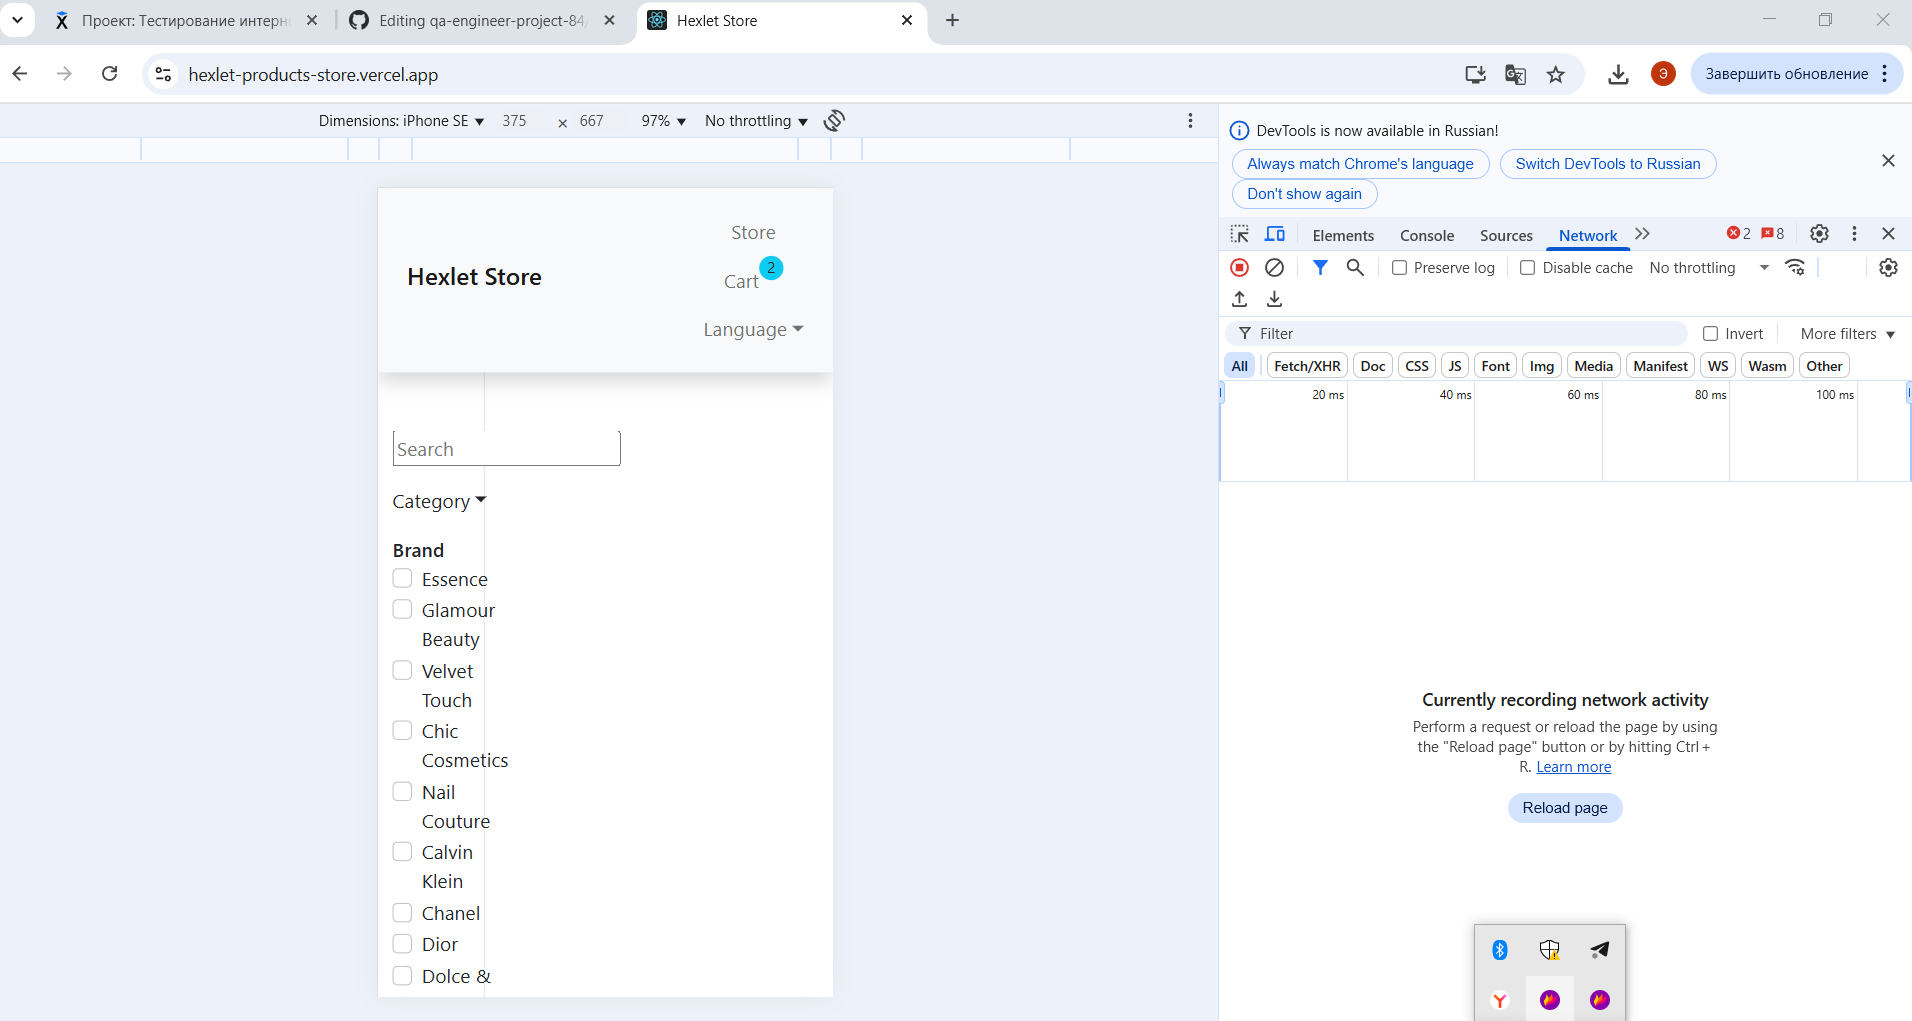 Проект: Тестирование интерн
Editing qa-engineer-project-84/
Hexlet Store
hexlet-products-store.vercel.app
Э
Завершить обновление
Dimensions: iPhone SE
375
×
667
97%
No throttling
Hexlet Store
Store
Cart
2
Language
Search
Category
Brand
Essence
Glamour
Beauty
Velvet
Touch
Chic
Cosmetics
Nail
Couture
Calvin
Klein
Chanel
Dior
Dolce &
DevTools is now available in Russian!
Always match Chrome's language
Switch DevTools to Russian
Don't show again
Elements
Console
Sources
Network
2
8
Preserve log
Disable cache
No throttling
Filter
Invert
More filters
All
Fetch/XHR
Doc
CSS
JS
Font
Img
Media
Manifest
WS
Wasm
Other
20 ms
40 ms
60 ms
80 ms
100 ms
Currently recording network activity
Perform a request or reload the page by using
the "Reload page" button or by hitting Ctrl +
R. Learn more
Reload page